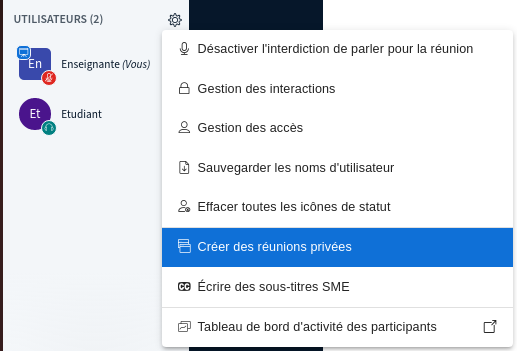 UTILISATEURS (2)
En
Enseignante (Vous)
Et
Etudiant
Désactiver l'interdiction de parler pour la réunion
Gestion des interactions
Gestion des accès
Sauvegarder les noms d'utilisateur
Effacer toutes les icônes de statut
Créer des réunions privées
CC Écrire des sous-titres SME
Tableau de bord d'activité des participants